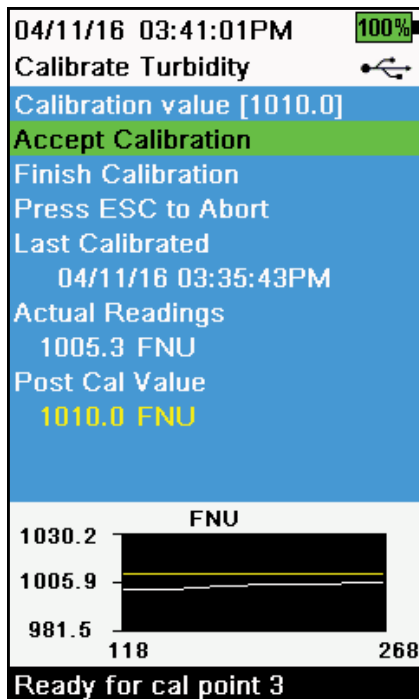 04/11/16 03:41:01PM 100%
Calibrate Turbidity
Calibration value [1010.0]
Accept Calibration
Finish Calibration
Press ESC to Abort
Last Calibrated
04/11/16 03:35:43PM
Actual Readings
1005.3 FNU
Post Cal Value
1010.0 FNU
FNU
1030.2
1005.9
981.5
118 268
Ready for cal point 3